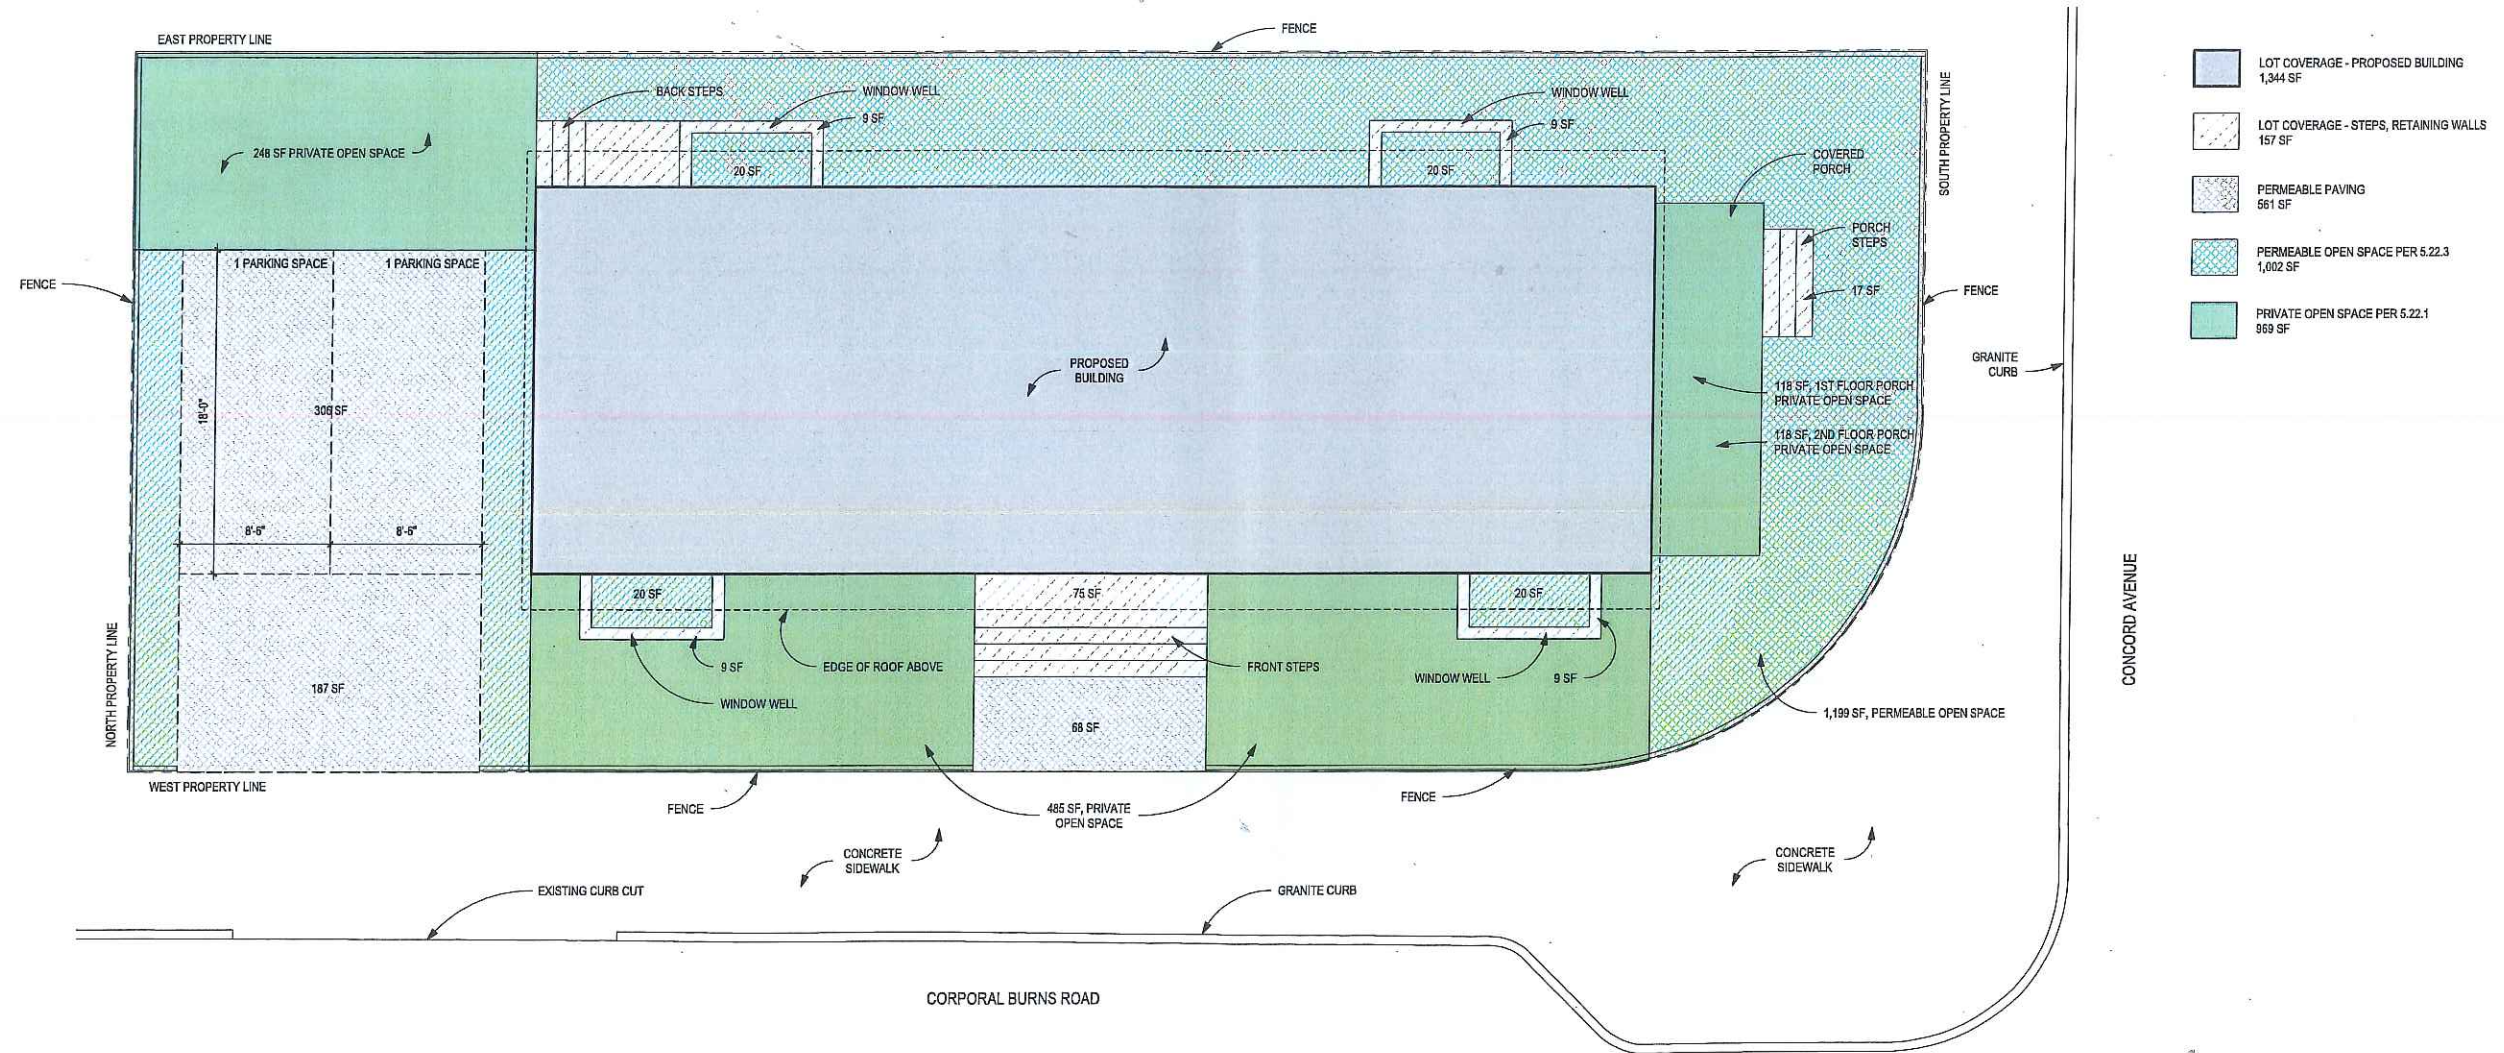 EAST PROPERTY LINE
FENCE
BACK STEPS
WINDOW WELL
9 SF
WINDOW WELL
9 SF
248 SF PRIVATE OPEN SPACE
20 SF
20 SF
COVERED
PORCH
SOUTH PROPERTY LINE
PORCH
STEPS
17 SF
FENCE
FENCE
1 PARKING SPACE
1 PARKING SPACE
18'-0"
306 SF
8'-6"
8'-6"
187 SF
PROPOSED
BUILDING
118 SF, 1ST FLOOR PORCH
PRIVATE OPEN SPACE
118 SF, 2ND FLOOR PORCH
PRIVATE OPEN SPACE
GRANITE
CURB
CONCORD AVENUE
20 SF
75 SF
20 SF
9 SF
EDGE OF ROOF ABOVE
FRONT STEPS
WINDOW WELL
9 SF
WINDOW WELL
68 SF
1,199 SF, PERMEABLE OPEN SPACE
NORTH PROPERTY LINE
WEST PROPERTY LINE
FENCE
485 SF, PRIVATE
OPEN SPACE
FENCE
CONCRETE
SIDEWALK
CONCRETE
SIDEWALK
EXISTING CURB CUT
GRANITE CURB
CORPORAL BURNS ROAD
LOT COVERAGE - PROPOSED BUILDING
1,344 SF
LOT COVERAGE - STEPS, RETAINING WALLS
157 SF
PERMEABLE PAVING
561 SF
PERMEABLE OPEN SPACE PER 5.22.3
1,002 SF
PRIVATE OPEN SPACE PER 5.22.1
969 SF